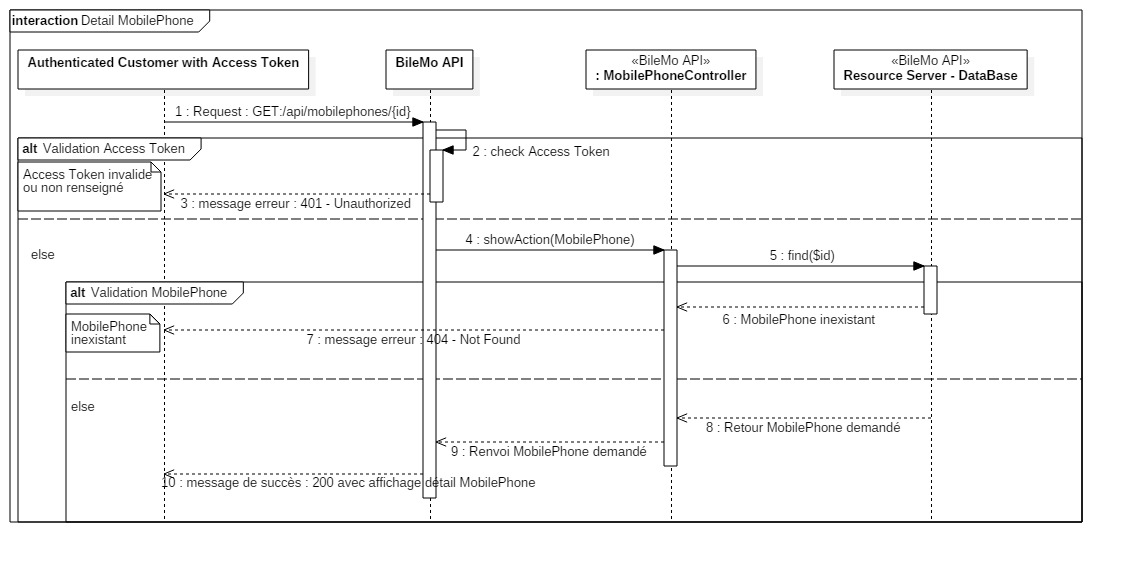 interaction Detail MobilePhone
Authenticated Customer with Access Token
BileMo API
«BileMo API»
: MobilePhoneController
«BileMo API»
Resource Server - DataBase
1 : Request : GET:/api/mobilephones/{id}
alt Validation Access Token
2 : check Access Token
Access Token invalide
ou non renseigné
3 : message erreur : 401 - Unauthorized
else
4 : showAction(MobilePhone)
5 : find($id)
alt Validation MobilePhone
6 : MobilePhone inexistant
MobilePhone
inexistant
7 : message erreur : 404 - Not Found
else
8 : Retour MobilePhone demandé
9 : Renvoi MobilePhone demandé
10 : message de succès : 200 avec affichage détail MobilePhone